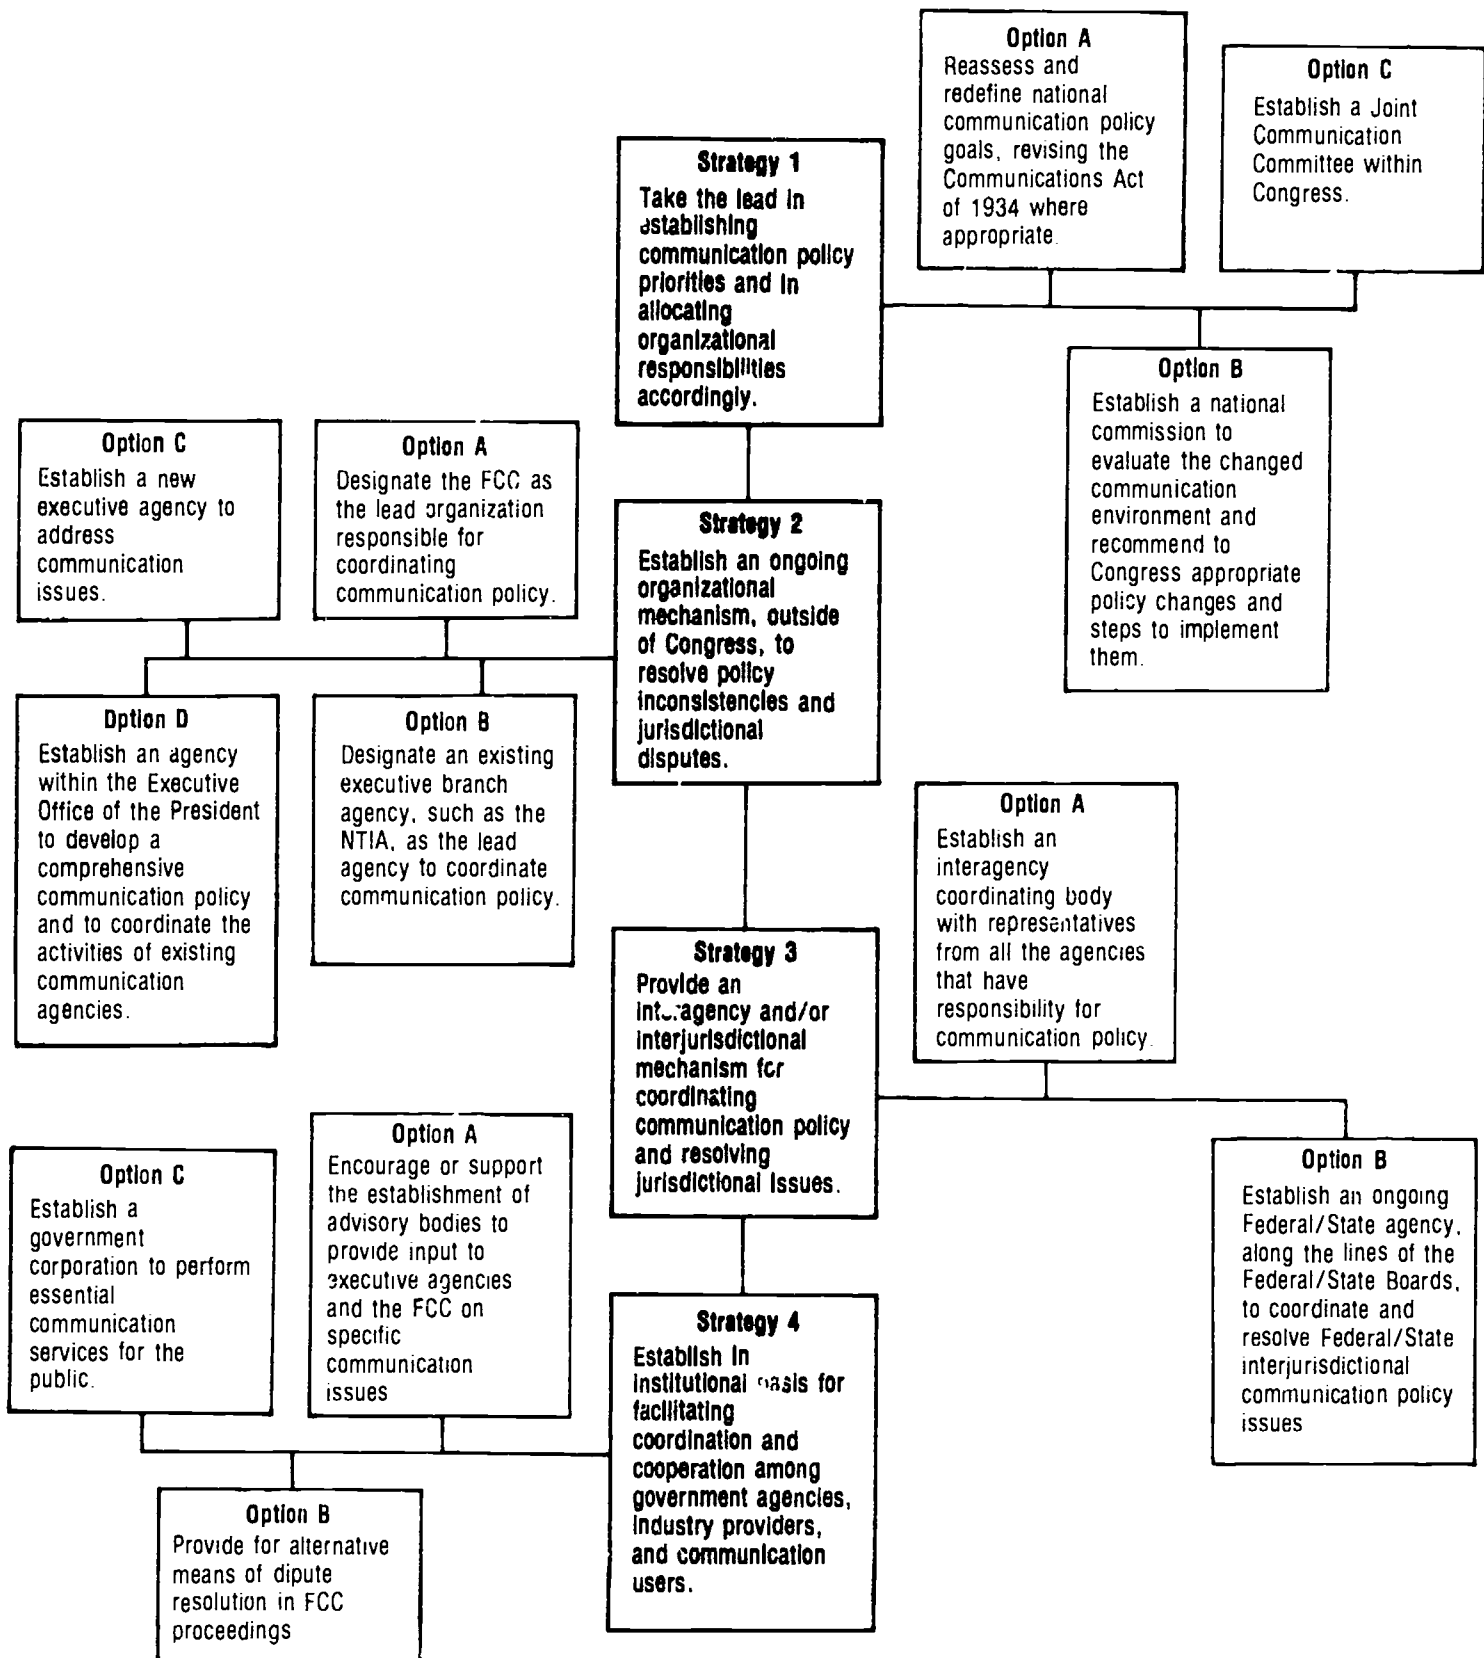 Option A
Reassess and
redefine national
communication policy
goals, revising the
Communications Act
of 1934 where
appropriate.
Option C
Establish a Joint
Communication
Committee within
Congress.
Strategy 1
Take the lead in
establishing
communication policy
priorities and in
allocating
organizational
responsibilities
accordingly.
Option B
Establish a national
commission to
evaluate the changed
communication
environment and
recommend to
Congress appropriate
policy changes and
steps to implement
them.
Option C
Establish a new
executive agency to
address
communication
issues.
Option A
Designate the FCC as
the lead organization
responsible for
coordinating
communication policy.
Strategy 2
Establish an ongoing
organizational
mechanism, outside
of Congress, to
resolve policy
inconsistencies and
jurisdictional
disputes.
Option D
Establish an agency
within the Executive
Office of the President
to develop a
comprehensive
communication policy
and to coordinate the
activities of existing
communication
agencies.
Option B
Designate an existing
executive branch
agency, such as the
NTIA, as the lead
agency to coordinate
communication policy.
Option A
Establish an
interagency
coordinating body
with representatives
from all the agencies
that have
responsibility for
communication policy.
Strategy 3
Provide an
interagency and/or
interjurisdictional
mechanism for
coordinating
communication policy
and resolving
jurisdictional issues.
Option B
Establish an ongoing
Federal/State agency,
along the lines of the
Federal/State Boards,
to coordinate and
resolve Federal/State
interjurisdictional
communication policy
issues
Option C
Establish a
government
corporation to perform
essential
communication
services for the
public.
Option A
Encourage or support
the establishment of
advisory bodies to
provide input to
executive agencies
and the FCC on
specific
communication
issues
Strategy 4
Establish in
institutional basis for
facilitating
coordination and
cooperation among
government agencies,
industry providers,
and communication
users.
Option B
Provide for alternative
means of dipute
resolution in FCC
proceedings